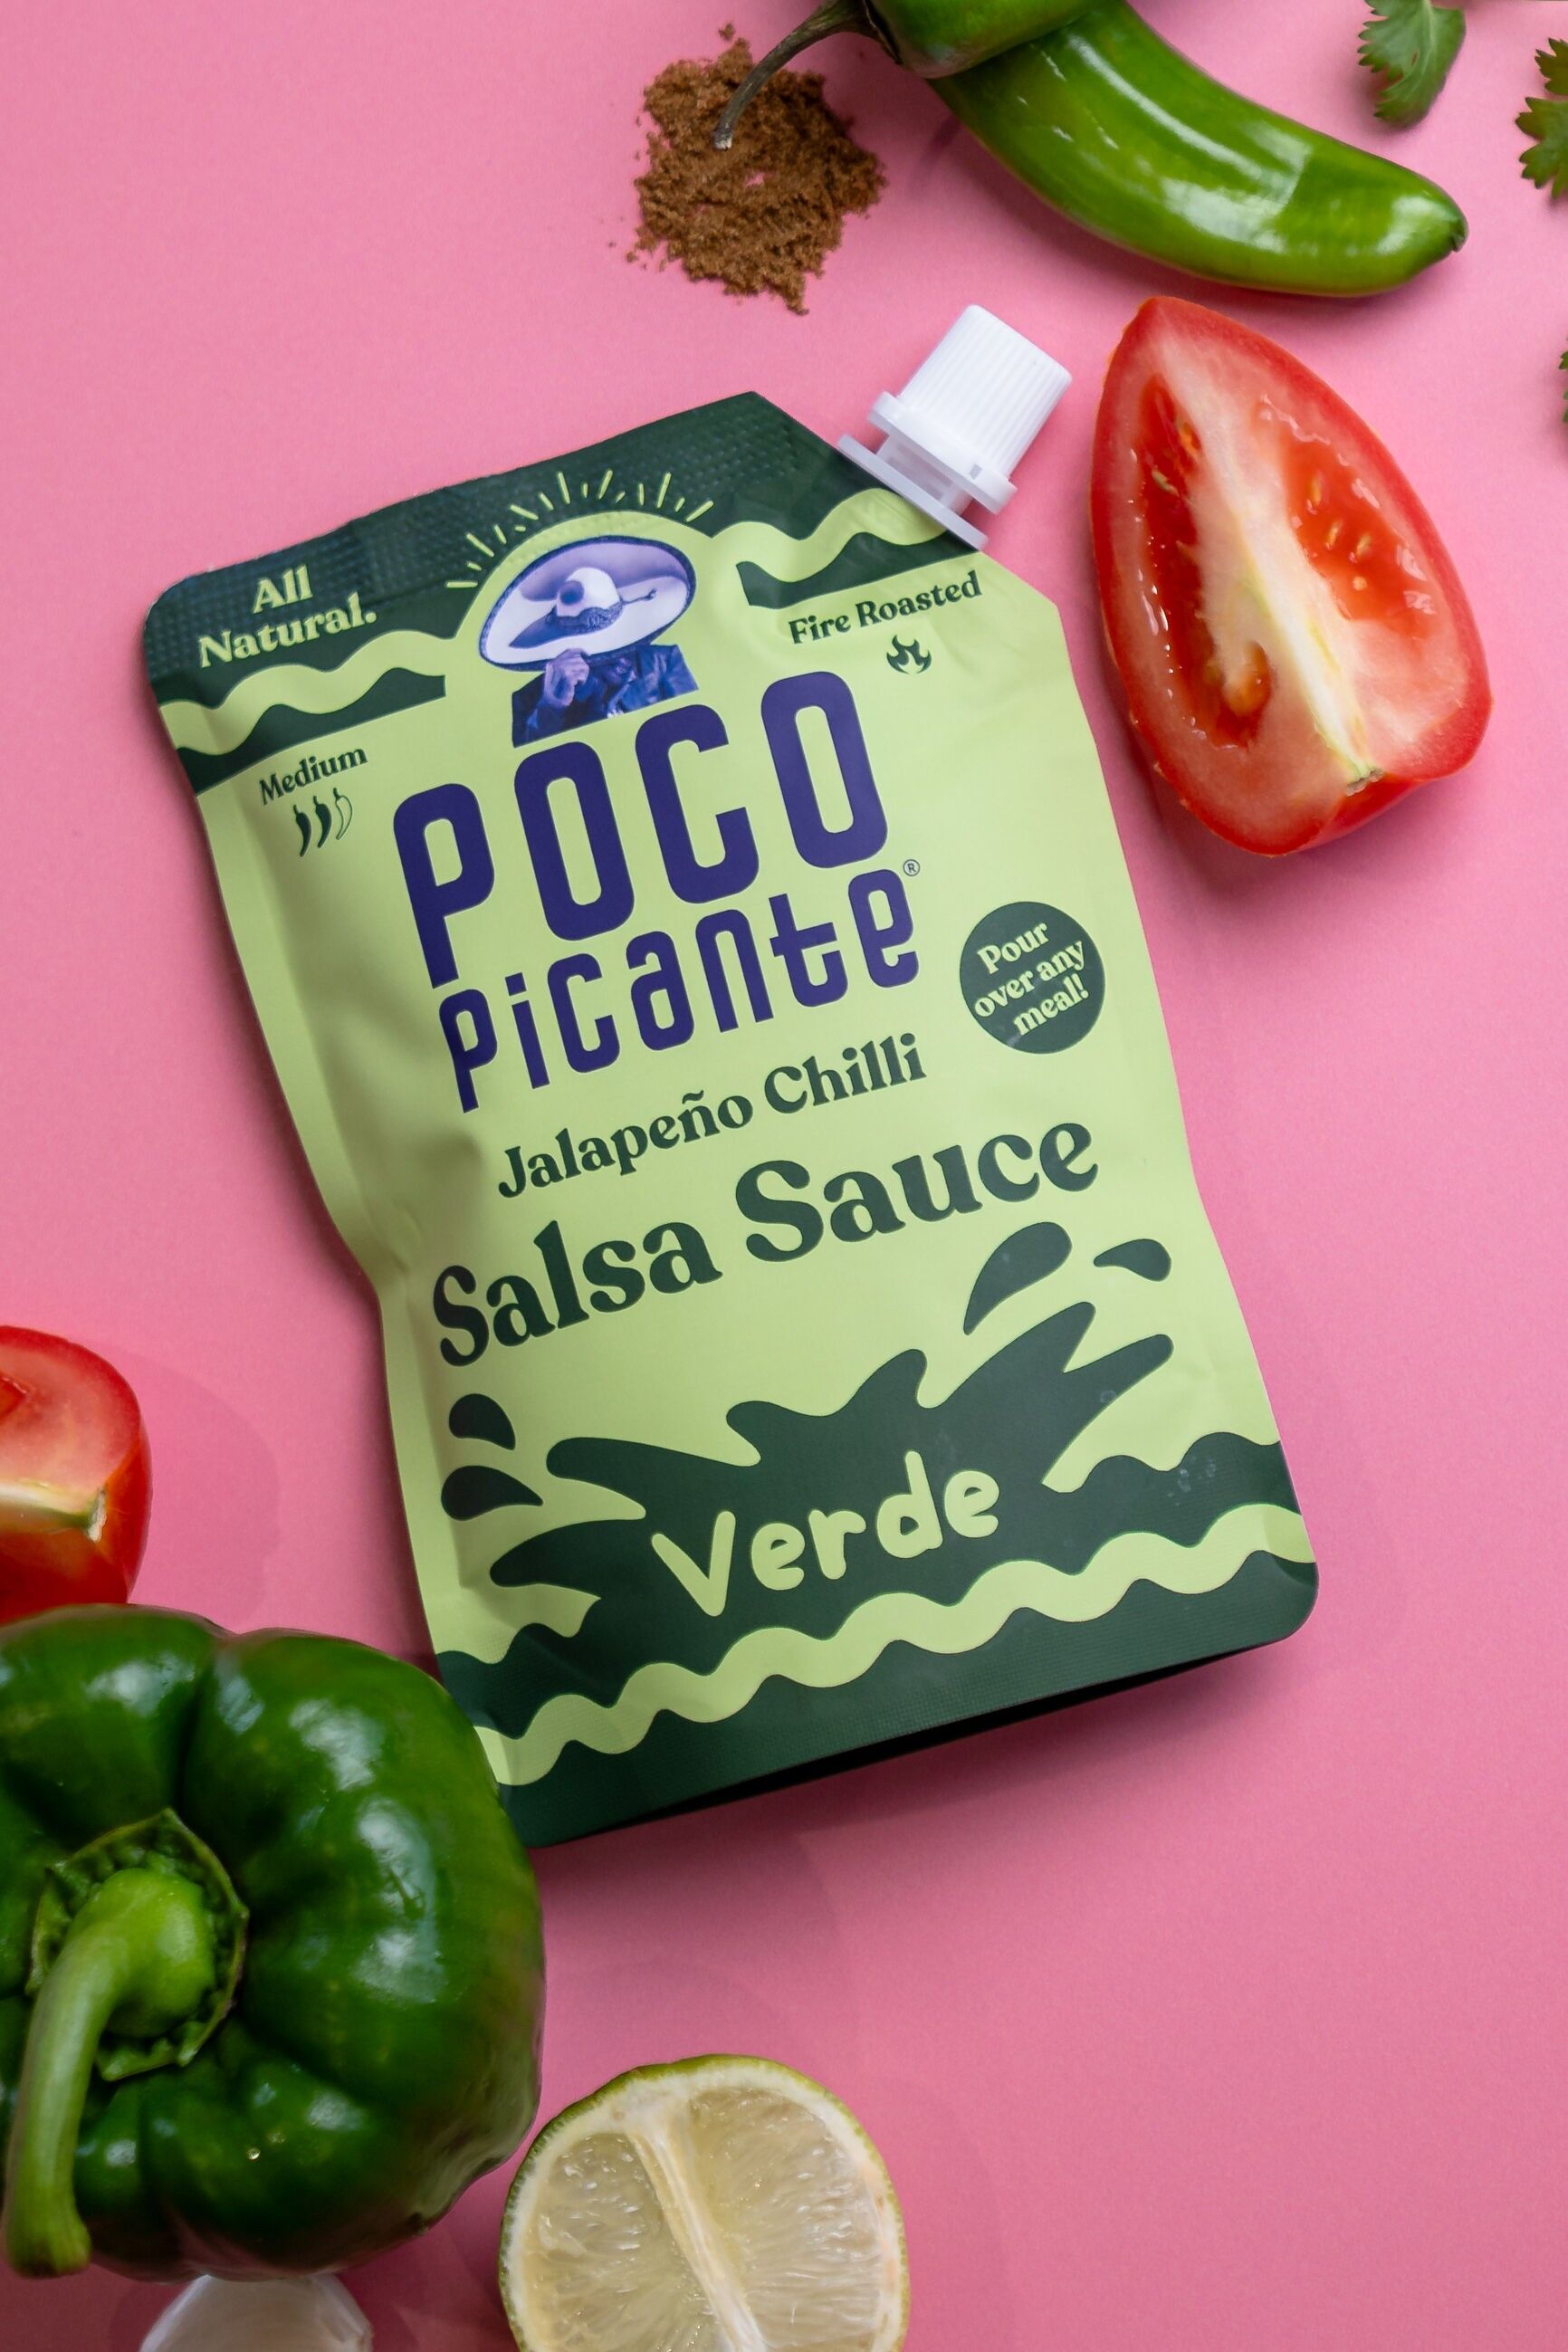 All
Natural.
Fire Roasted
Medium
POCO
Picante®
Pour
over any
meal!
Jalapeño Chilli
Salsa Sauce
verde